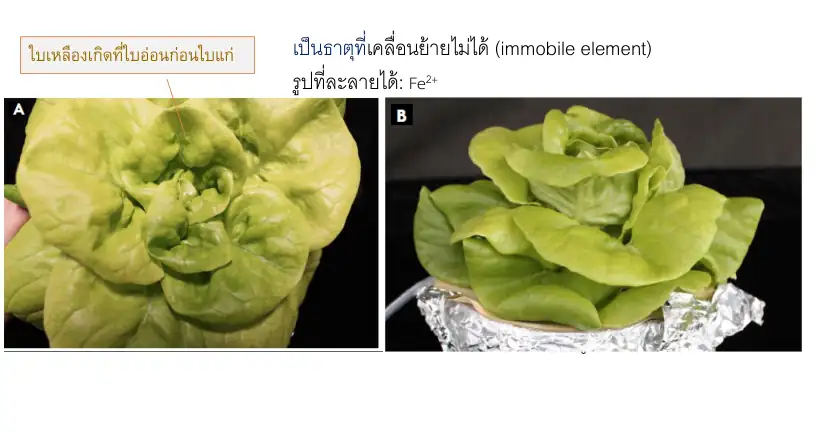 ใบเหลืองเกิดที่ใบอ่อนก่อนใบแก่
เป็นธาตุที่เคลื่อนย้ายไม่ได้ (immobile element)
รูปที่ละลายได้: Fe²⁺
A
B